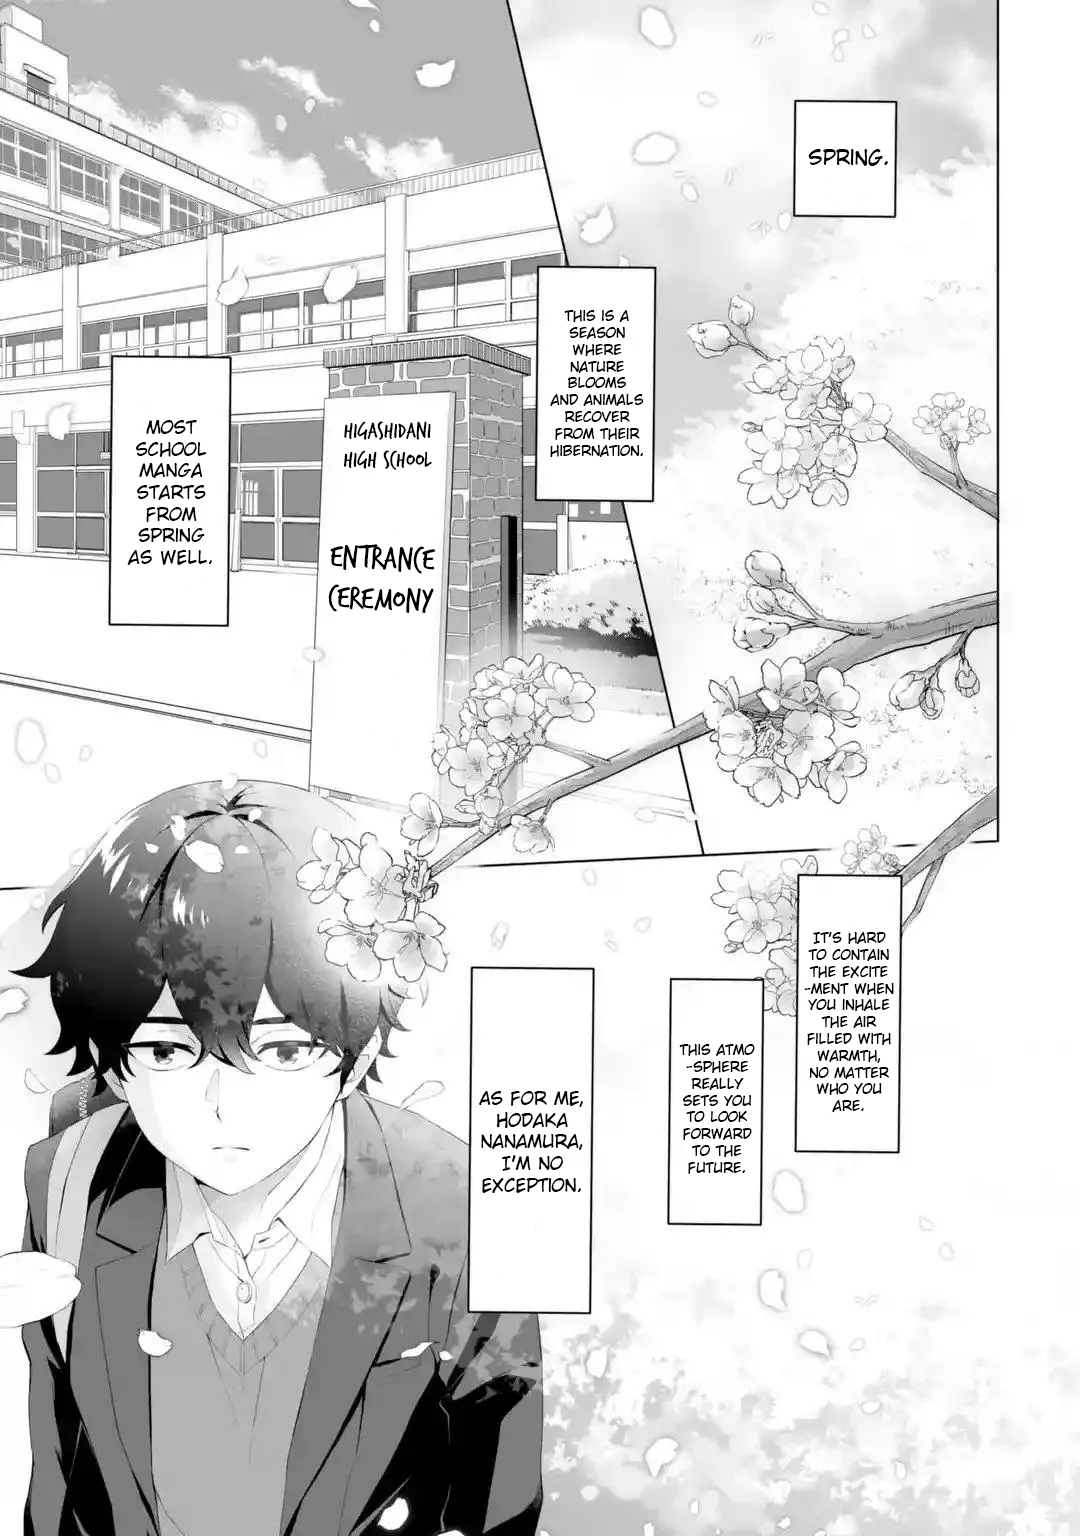 SPRING.
THIS IS A
SEASON
WHERE
NATURE
BLOOMS
AND ANIMALS
RECOVER
FROM THEIR
HIBERNATION.
HIGASHIDANI
HIGH SCHOOL
ENTRANCE
CEREMONY
MOST
SCHOOL
MANGA
STARTS
FROM
SPRING
AS WELL.
IT'S HARD
TO CONTAIN
THE EXCITE
-MENT WHEN
YOU INHALE
THE AIR
FILLED WITH
WARMTH,
NO MATTER
WHO YOU
ARE.
THIS ATMO
-SPHERE
REALLY
SETS YOU
TO LOOK
FORWARD
TO THE
FUTURE.
AS FOR ME,
HODAKA
NANAMURA,
I'M NO
EXCEPTION.